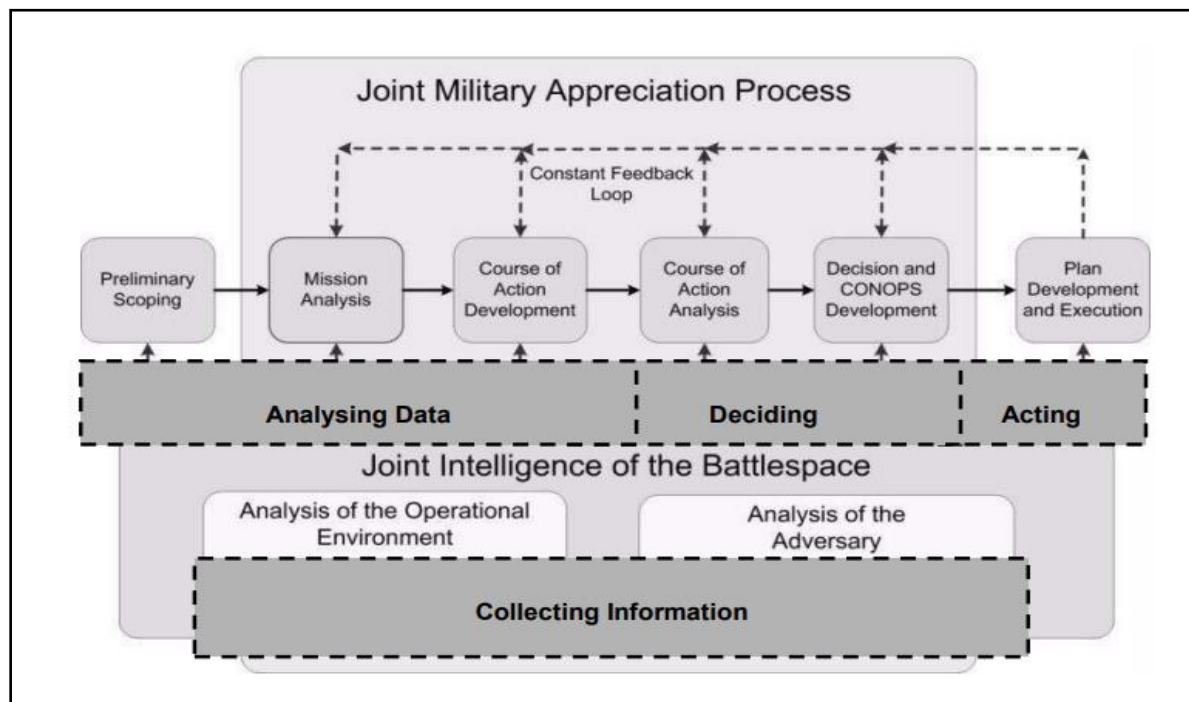 Joint Military Appreciation Process
Constant Feedback
Loop
Preliminary
Scoping
Mission
Analysis
Course of
Action
Development
Course of
Action
Analysis
Decision and
CONOPS
Development
Plan
Development
and Execution
Analysing Data
Deciding
Acting
Joint Intelligence of the Battlespace
Analysis of the Operational
Environment
Analysis of the
Adversary
Collecting Information